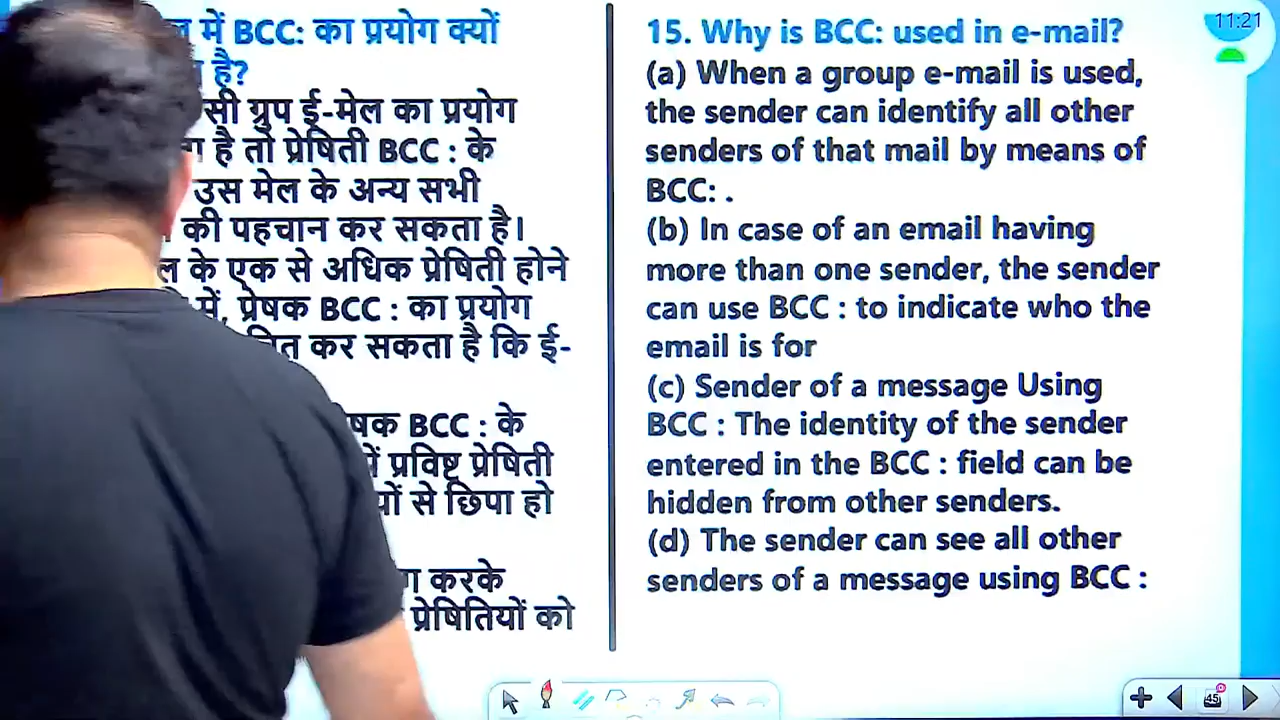 में BCC: का प्रयोग क्यों
है?
ग्रुप ई-मेल का प्रयोग
है तो प्रेषिती BCC : के
उस मेल के अन्य सभी
की पहचान कर सकता है।
के एक से अधिक प्रेषिती होने
में, प्रेषक BCC : का प्रयोग
कर सकता है कि ई-
BCC : के
प्रविष्ट प्रेषिती
से छिपा हो
करके
प्रेषितियों को
15. Why is BCC: used in e-mail?
(a) When a group e-mail is used,
the sender can identify all other
senders of that mail by means of
BCC: .
(b) In case of an email having
more than one sender, the sender
can use BCC : to indicate who the
email is for
(c) Sender of a message Using
BCC : The identity of the sender
entered in the BCC : field can be
hidden from other senders.
(d) The sender can see all other
senders of a message using BCC :
11:21
45